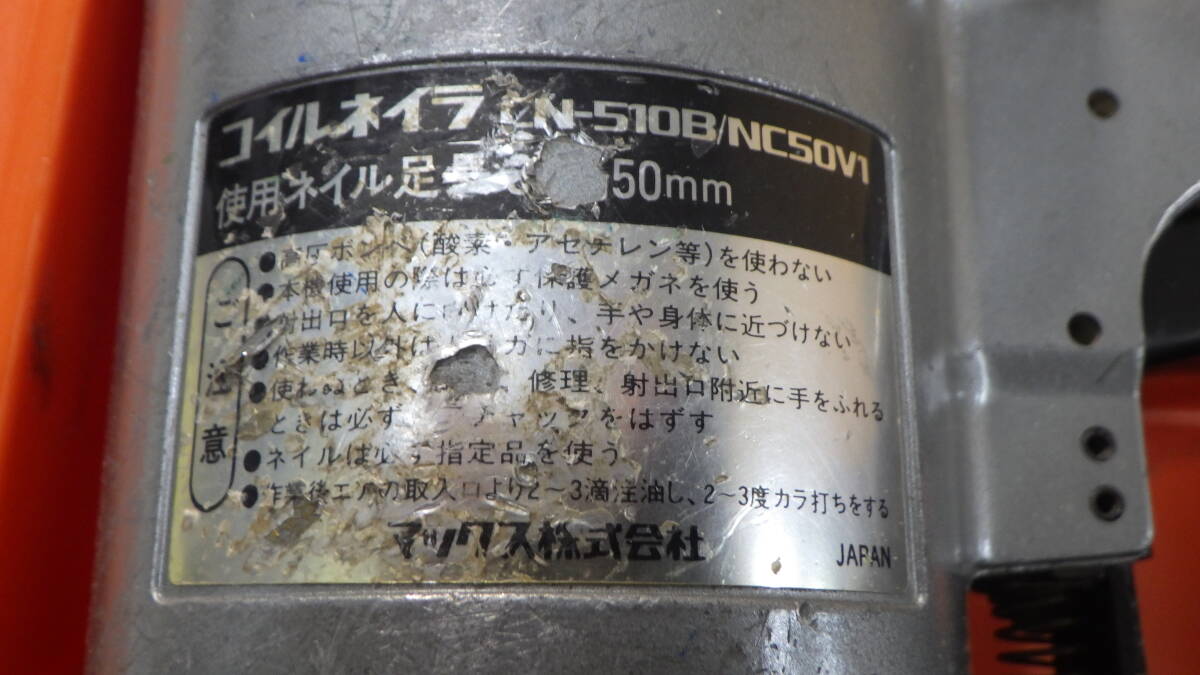 コイルネイラ CN-510B/NC50V1
使用ネイル足長 50mm
ご注意
●高圧ボンベ(酸素・アセチレン等)を使わない
●本機使用の際は必ず保護メガネを使う
●射出口を人に向けたり、手や身体に近づけない
●作業時以外は に指をかけない
●使わぬとき、 修理、射出口附近に手をふれる
ときは必ず チャックをはずす
●ネイルは必ず指定品を使う
●作業後エアの取入口より2〜3滴注油し、2〜3度カラ打ちをする
マックス株式会社
JAPAN